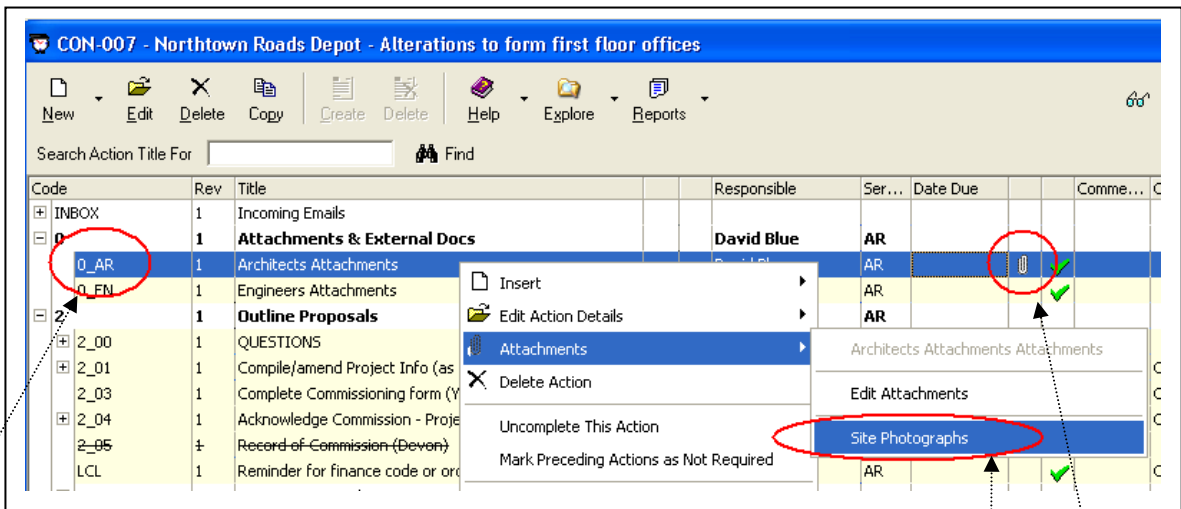 CON-007 - Northtown Roads Depot - Alterations to form first floor offices
New Edit Delete Copy Create Delete Help Explore Reports
Search Action Title For Find
Code Rev Title Responsible Ser... Date Due Comme...
INBOX 1 Incoming Emails
0 1 Attachments & External Docs David Blue AR
0_AR 1 Architects Attachments AR
0_EN 1 Engineers Attachments AR
2 1 Outline Proposals AR
2_00 1 QUESTIONS
2_01 1 Compile/amend Project Info (as
2_03 1 Complete Commissioning form (Y
2_04 1 Acknowledge Commission - Proje
2_05 1 Record of Commission (Devon)
LCL 1 Reminder for finance code or ord AR
Insert
Edit Action Details
Attachments
Delete Action
Uncomplete This Action
Mark Preceding Actions as Not Required
Architects Attachments Attachments
Edit Attachments
Site Photographs